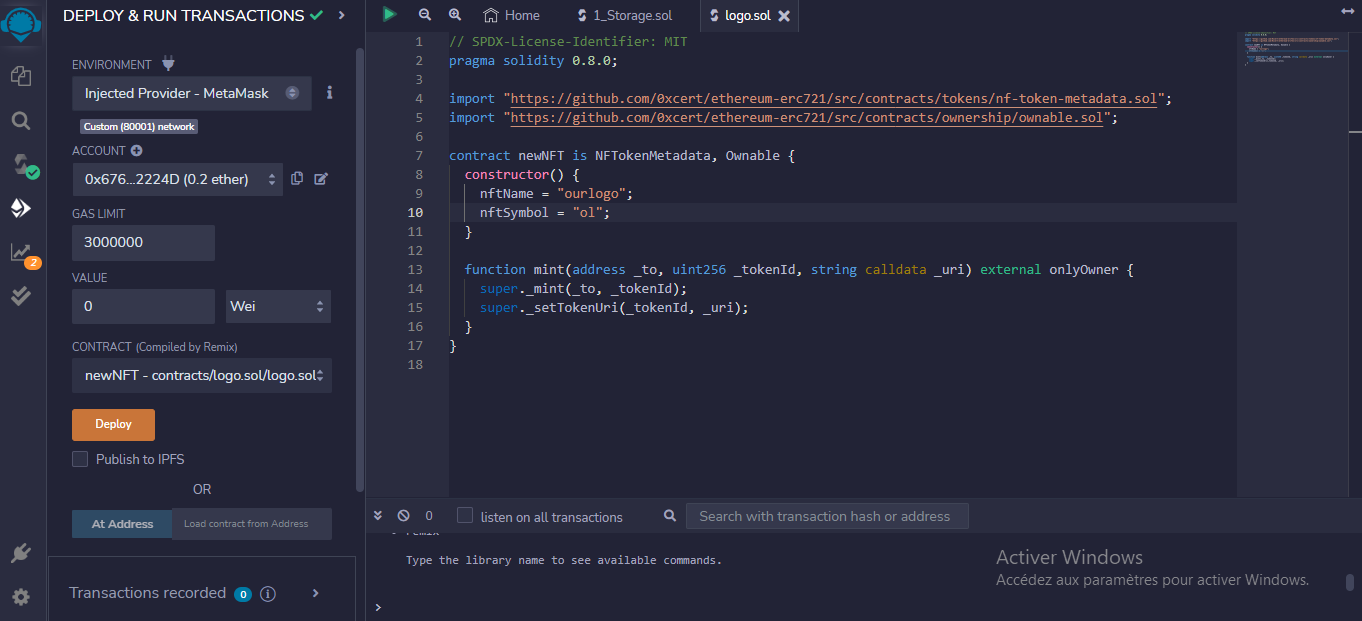 DEPLOY & RUN TRANSACTIONS
ENVIRONMENT
Injected Provider - MetaMask
Custom (80001) network
ACCOUNT
0x676...2224D (0.2 ether)
GAS LIMIT
3000000
VALUE
0
Wei
CONTRACT (Compiled by Remix)
newNFT - contracts/logo.sol/logo.sol
Deploy
Publish to IPFS
OR
At Address
Load contract from Address
Transactions recorded 0 i
2
Home
1_Storage.sol
logo.sol
1 // SPDX-License-Identifier: MIT
2 pragma solidity 0.8.0;
3
4 import "https://github.com/0xcert/ethereum-erc721/src/contracts/tokens/nf-token-metadata.sol";
5 import "https://github.com/0xcert/ethereum-erc721/src/contracts/ownership/ownable.sol";
6
7 contract newNFT is NFTokenMetadata, Ownable {
8 constructor() {
9 nftName = "ourlogo";
10 nftSymbol = "ol";
11 }
12
13 function mint(address _to, uint256 _tokenId, string calldata _uri) external onlyOwner {
14 super._mint(_to, _tokenId);
15 super._setTokenUri(_tokenId, _uri);
16 }
17 }
18
0
listen on all transactions
Search with transaction hash or address
remix
Type the library name to see available commands.
>
Activer Windows
Accédez aux paramètres pour activer Windows.